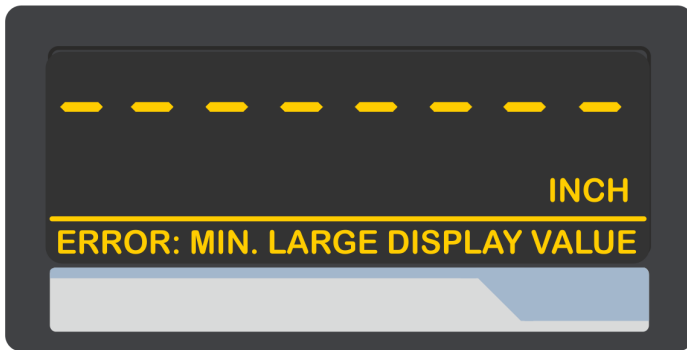 - - - - - - - -
INCH
ERROR: MIN. LARGE DISPLAY VALUE